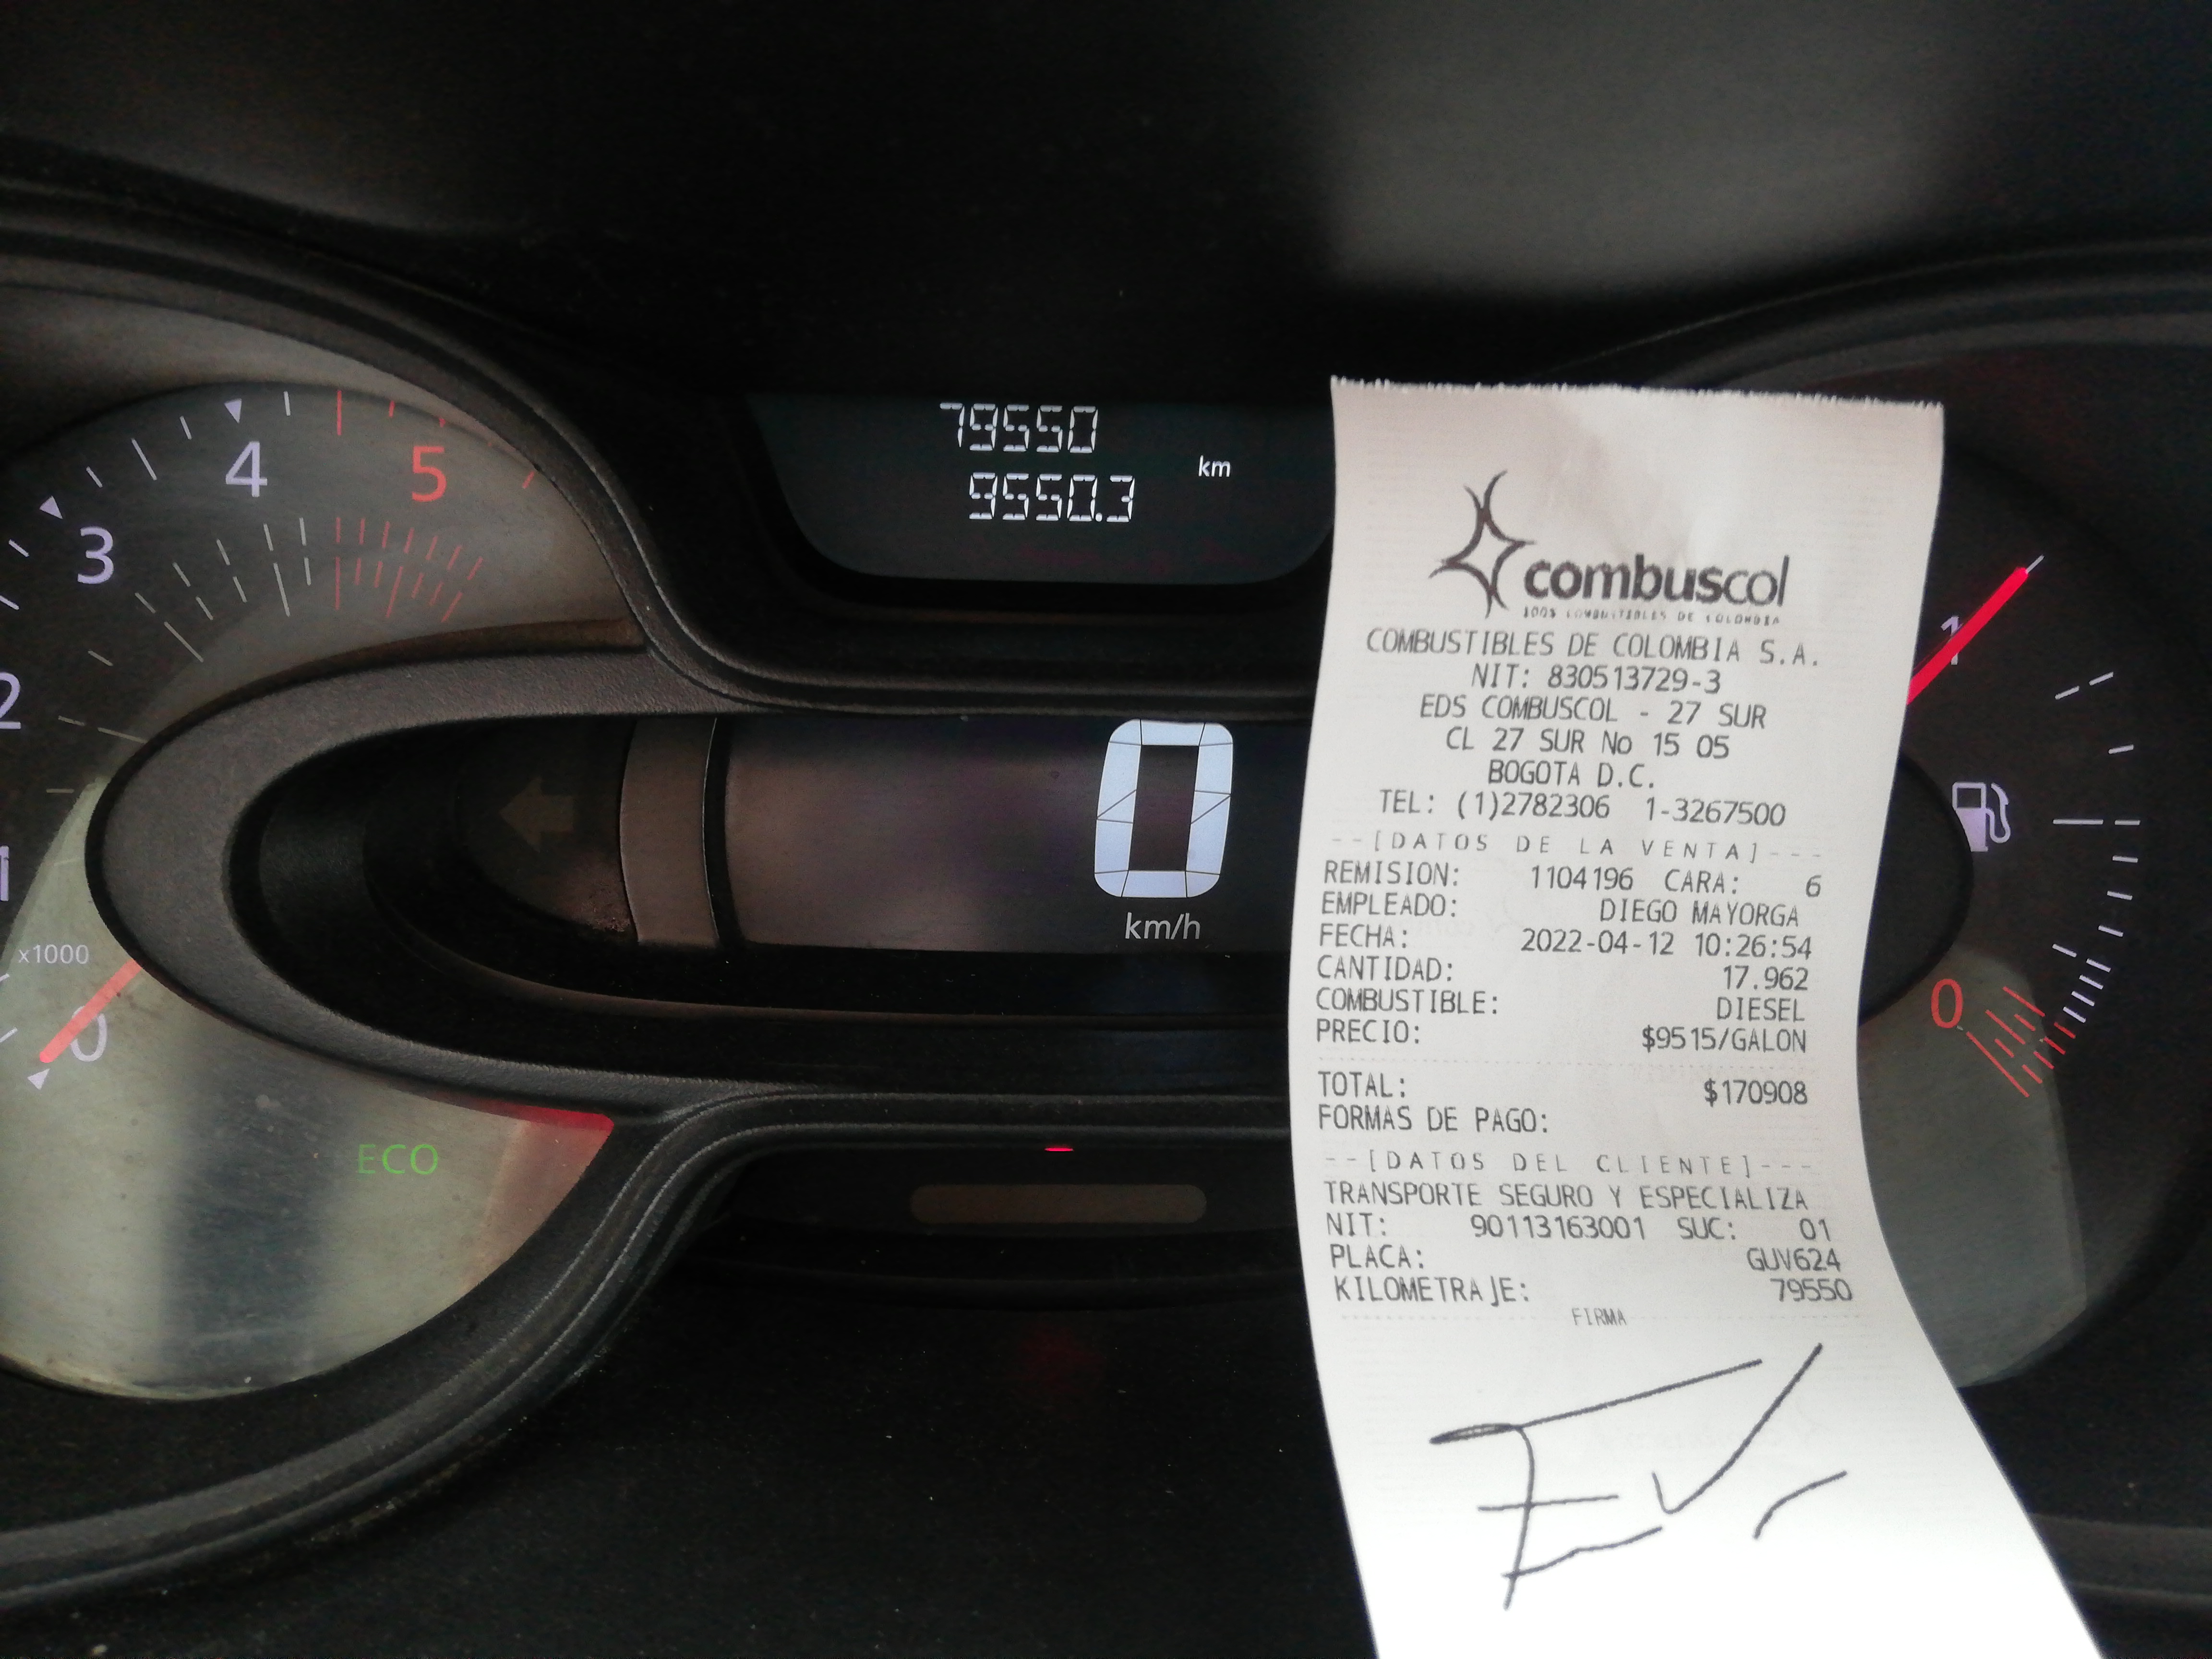 79550
km
9550.3
4
5
3
2
1
x1000
0
ECO
0
km/h
1
0
combuscol
100% COMBUSTIBLES DE COLOMBIA
COMBUSTIBLES DE COLOMBIA S.A.
NIT: 830513729-3
EDS COMBUSCOL - 27 SUR
CL 27 SUR No 15 05
BOGOTA D.C.
TEL: (1)2782306 1-3267500
--[DATOS DE LA VENTA]---
REMISION: 1104196 CARA: 6
EMPLEADO: DIEGO MAYORGA
FECHA: 2022-04-12 10:26:54
CANTIDAD: 17.962
COMBUSTIBLE: DIESEL
PRECIO: $9515/GALON
TOTAL: $170908
FORMAS DE PAGO:
--[DATOS DEL CLIENTE]---
TRANSPORTE SEGURO Y ESPECIALIZA
NIT: 90113163001 SUC: 01
PLACA: GUV624
KILOMETRAJE: 79550
FIRMA